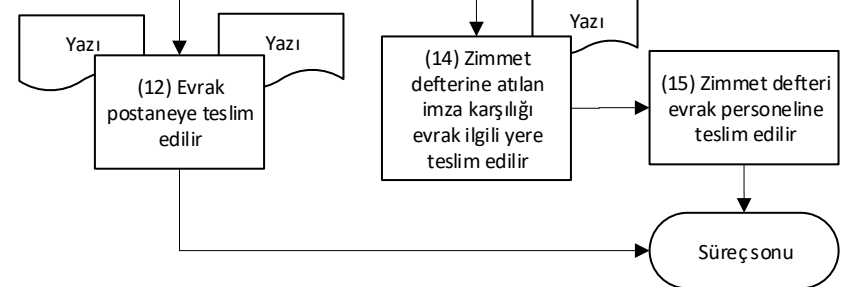 Yazı
Yazı
Yazı
(12) Evrak
postaneye teslim
edilir
(14) Zimmet
defterine atılan
imza karşılığı
evrak ilgili yere
teslim edilir
(15) Zimmet defteri
evrak personeline
teslim edilir
Süreç sonu